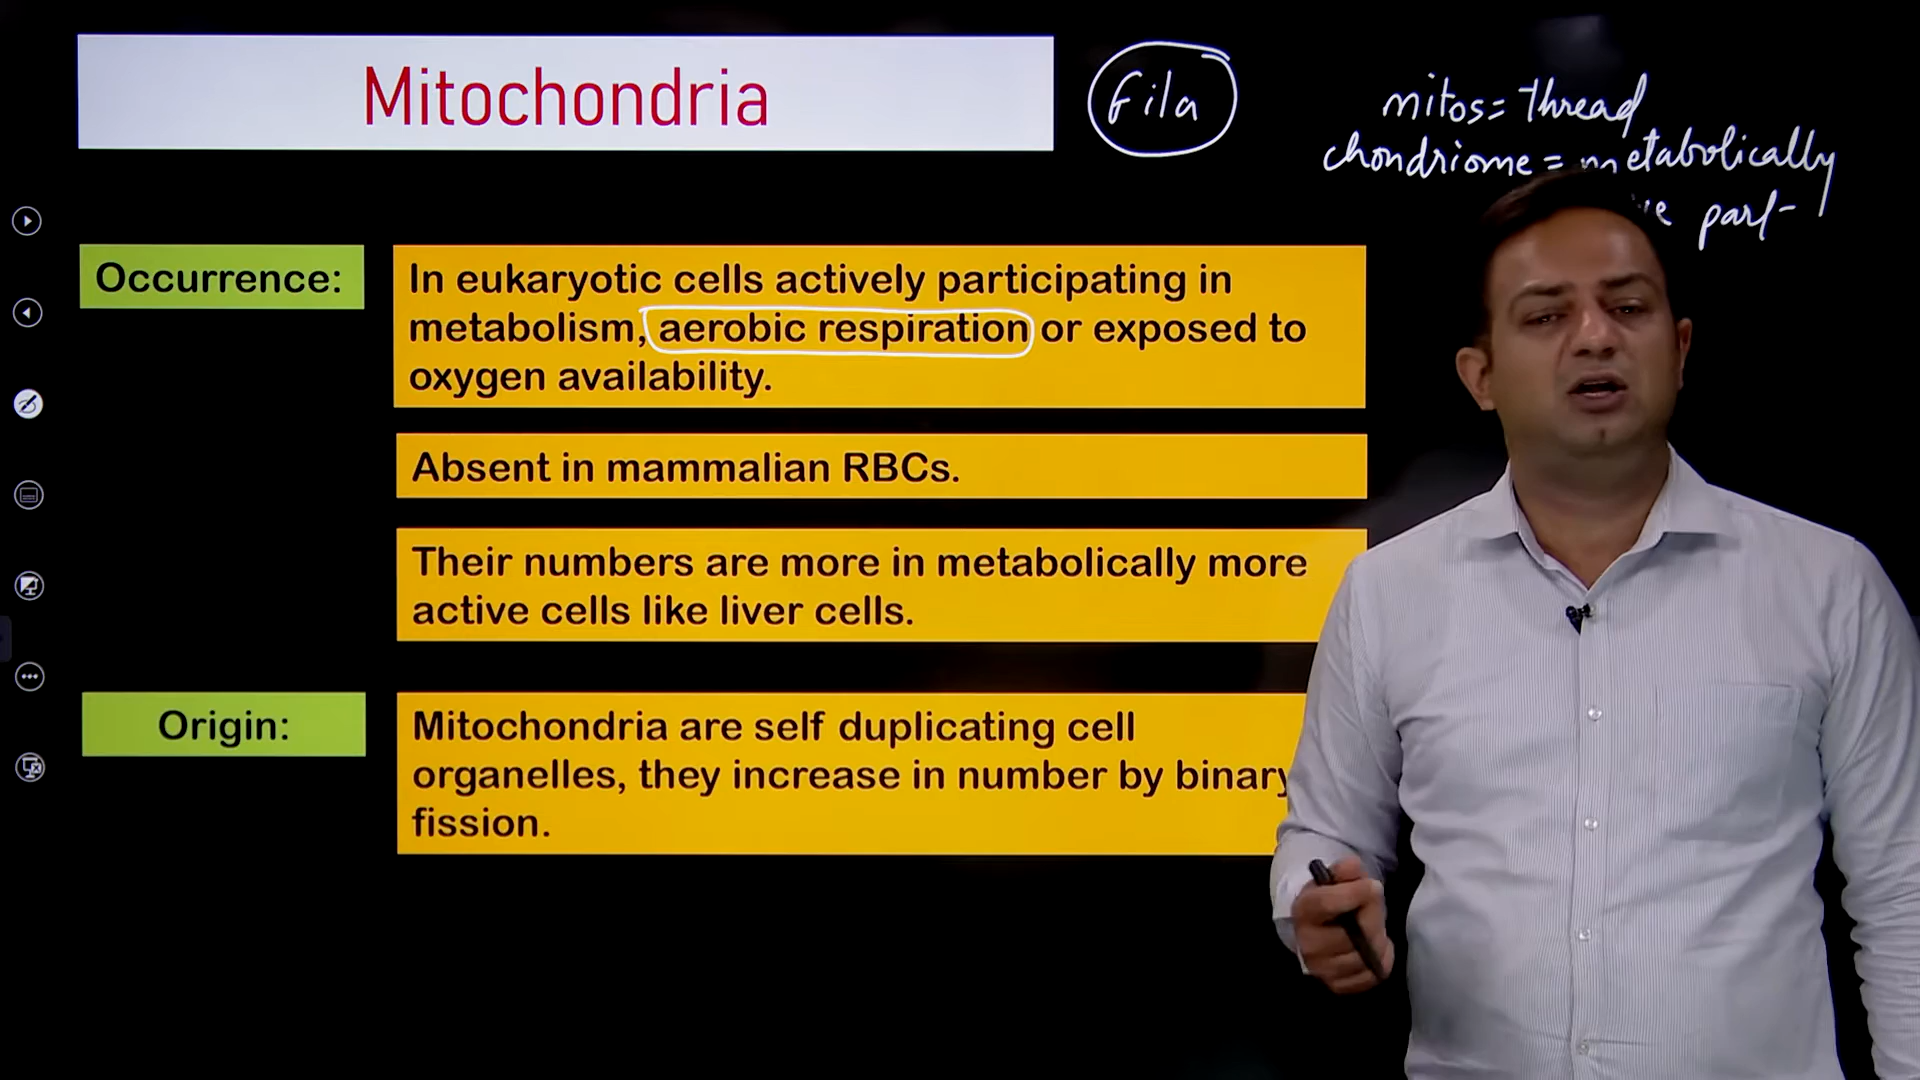 Mitochondria
Fila
mitos = Thread
chondriome = metabolically
part
Occurrence:
In eukaryotic cells actively participating in
metabolism, aerobic respiration or exposed to
oxygen availability.
Absent in mammalian RBCs.
Their numbers are more in metabolically more
active cells like liver cells.
Origin:
Mitochondria are self duplicating cell
organelles, they increase in number by binary
fission.